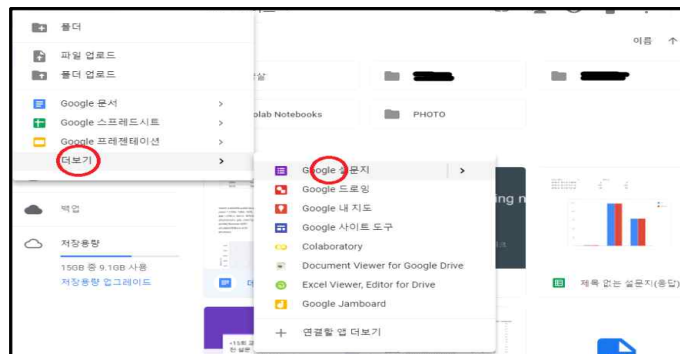 폴더
이름
파일 업로드
폴더 업로드
Google 문서
Google 스프레드시트
Google 프레젠테이션
더보기
olab Notebooks
PHOTO
Google 설문지
Google 드로잉
Google 내 지도
Google 사이트 도구
Colaboratory
Document Viewer for Google Drive
Excel Viewer, Editor for Drive
Google Jamboard
연결할 앱 더보기
백업
저장용량
15GB 중 9.1GB 사용
저장용량 업그레이드
ing n
제목 없는 설문지(응답)